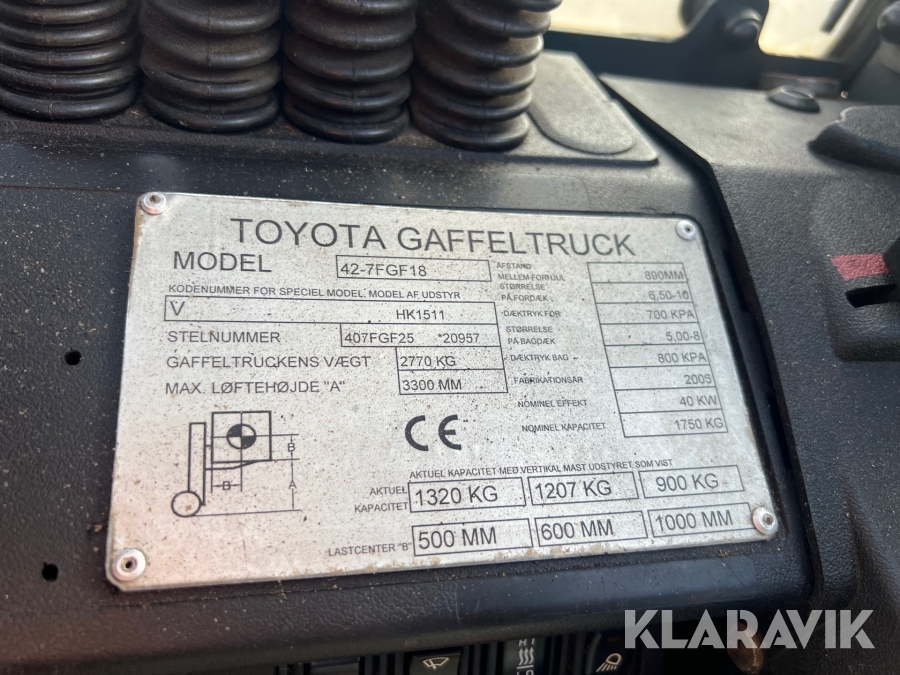 TOYOTA GAFFELTRUCK
MODEL 42-7FGF18
KODENUMMER FOR SPECIEL MODEL, MODEL AF UDSTYR
V HK1511
STELNUMMER 407FGF25 *20957
GAFFELTRUCKENS VÆGT 2770 KG
MAX. LØFTEHØJDE "A" 3300 MM
AFSTAND
MELLEM FORHJUL 890MM
STØRRELSE
PÅ FORDÆK 6,50-10
DÆKTRYK FOR 700 KPA
STØRRELSE
PÅ BAGDÆK 5,00-8
DÆKTRYK BAG 800 KPA
FABRIKATIONSÅR
NOMINEL EFFEKT 40 KW
NOMINEL KAPACITET 1750 KG
B
B
A
CE
AKTUEL KAPACITET MED VERTIKAL MAST UDSTYRET SOM VIST
AKTUEL
KAPACITET 1320 KG 1207 KG 900 KG
LASTCENTER "B" 500 MM 600 MM 1000 MM
KLARAVIK